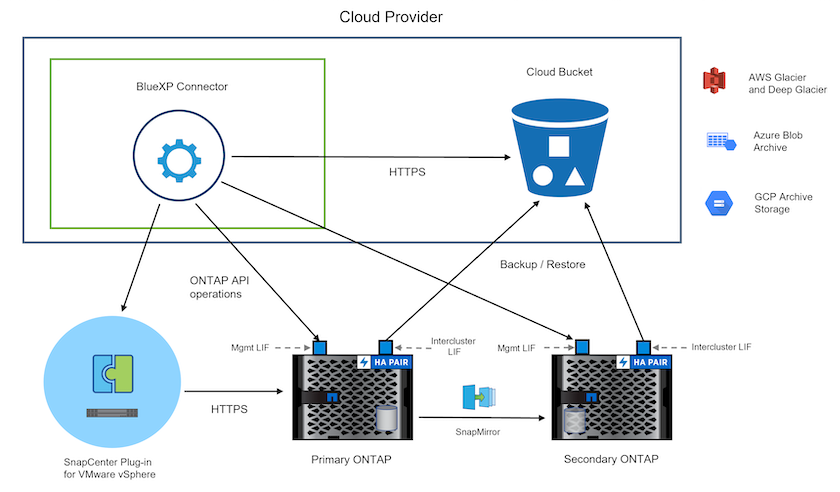 Cloud Provider
BlueXP Connector
Cloud Bucket
AWS Glacier
and Deep Glacier
Azure Blob
Archive
GCP Archive
Storage
HTTPS
Backup / Restore
ONTAP API
operations
Mgmt LIF
Intercluster
LIF
Mgmt LIF
Intercluster LIF
HA PAIR
HA PAIR
HTTPS
SnapMirror
SnapCenter Plug-in
for VMware vSphere
Primary ONTAP
Secondary ONTAP